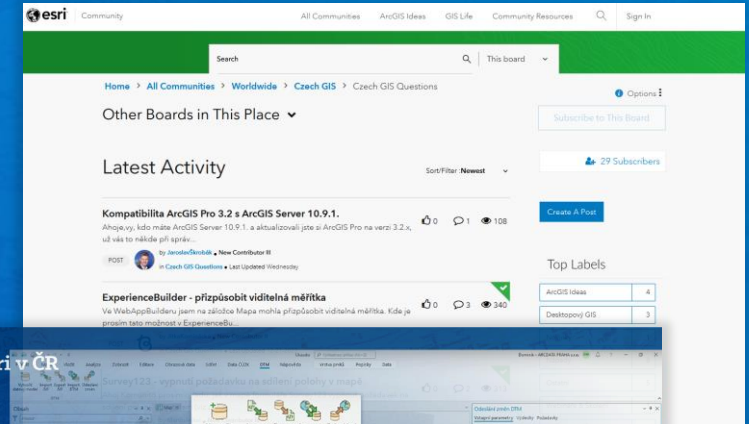 esri Community All Communities ArcGIS Ideas GIS Life Community Resources Sign In
Search This board
Home > All Communities > Worldwide > Czech GIS > Czech GIS Questions
Options
Other Boards in This Place
Subscribe to This Board
Latest Activity
Sort/Filter :Newest
29 Subscribers
Kompatibilita ArcGIS Pro 3.2 s ArcGIS Server 10.9.1.
Ahoje,vy, kdo máte ArcGIS Server 10.9.1. a aktualizovali jste si ArcGIS Pro na verzi 3.2.x,
už vás to někde při správ...
0 1 108
Create A Post
POST by JaroslavŠkrobák New Contributor III
in Czech GIS Questions • Last Updated Wednesday
Top Labels
ExperienceBuilder - přizpůsobit viditelná měřítka
Ve WebAppBuilderu jsem na záložce Mapa mohla přizpůsobit viditelná měřítka. Kde je
prosím tato možnost v ExperienceBu...
0 3 340
ArcGIS Ideas 4
Desktopový GIS 3
ri v ČR
Survey123 - vypnutí požadavku na sdílení polohy v mapě
Odeslání změn DTM